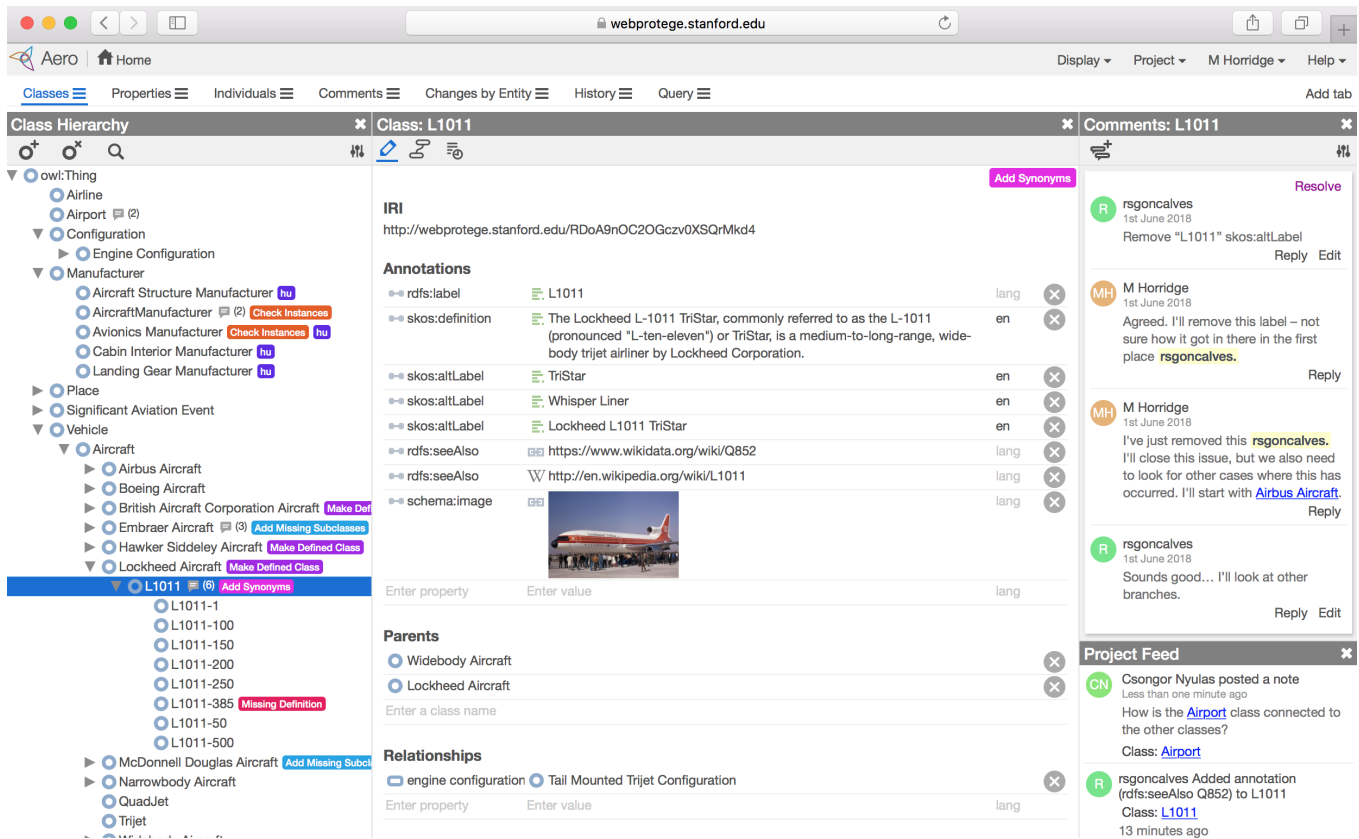 webprotege.stanford.edu
Aero Home Display Project M Horridge Help
Classes Properties Individuals Comments Changes by Entity History Query Add tab
Class Hierarchy
owl:Thing
Airline
Airport (2)
Configuration
Engine Configuration
Manufacturer
Aircraft Structure Manufacturer hu
AircraftManufacturer (2) Check Instances
Avionics Manufacturer Check Instances hu
Cabin Interior Manufacturer hu
Landing Gear Manufacturer hu
Place
Significant Aviation Event
Vehicle
Aircraft
Airbus Aircraft
Boeing Aircraft
British Aircraft Corporation Aircraft Make Def
Embraer Aircraft (3) Add Missing Subclasses
Hawker Siddeley Aircraft Make Defined Class
Lockheed Aircraft Make Defined Class
L1011 (6) Add Synonyms
L1011-1
L1011-100
L1011-150
L1011-200
L1011-250
L1011-385 Missing Definition
L1011-50
L1011-500
McDonnell Douglas Aircraft Add Missing Subcl
Narrowbody Aircraft
QuadJet
Trijet
Class: L1011
Add Synonyms
IRI
http://webprotege.stanford.edu/RDoA9nOC2OGczv0XSQrMkd4
Annotations
rdfs:label L1011 lang
skos:definition The Lockheed L-1011 TriStar, commonly referred to as the L-1011 en
(pronounced "L-ten-eleven") or TriStar, is a medium-to-long-range, wide-
body trijet airliner by Lockheed Corporation.
skos:altLabel TriStar en
skos:altLabel Whisper Liner en
skos:altLabel Lockheed L1011 TriStar en
rdfs:seeAlso https://www.wikidata.org/wiki/Q852 lang
rdfs:seeAlso W http://en.wikipedia.org/wiki/L1011 lang
schema:image lang
Enter property Enter value lang
Parents
Widebody Aircraft
Lockheed Aircraft
Enter a class name
Relationships
engine configuration Tail Mounted Trijet Configuration
Enter property Enter value lang
Comments: L1011
Resolve
R rsgoncalves
1st June 2018
Remove “L1011” skos:altLabel
Reply Edit
MH M Horridge
1st June 2018
Agreed. I'll remove this label – not
sure how it got in there in the first
place rsgoncalves.
Reply
MH M Horridge
1st June 2018
I've just removed this rsgoncalves.
I'll close this issue, but we also need
to look for other cases where this has
occurred. I'll start with Airbus Aircraft.
Reply
R rsgoncalves
1st June 2018
Sounds good… I'll look at other
branches.
Reply Edit
Project Feed
CN Csongor Nyulas posted a note
Less than one minute ago
How is the Airport class connected to
the other classes?
Class: Airport
R rsgoncalves Added annotation
(rdfs:seeAlso Q852) to L1011
Class: L1011
13 minutes ago